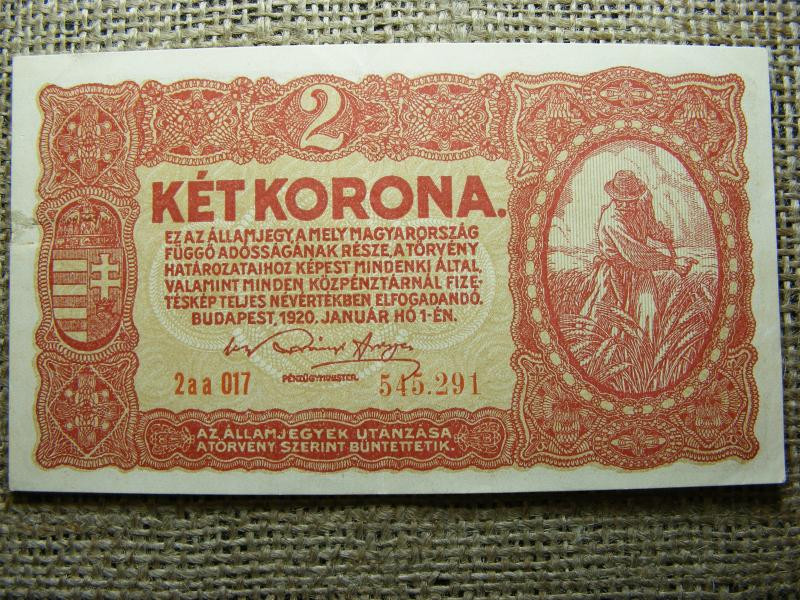 2
KÉT KORONA.
EZ AZ ÁLLAMJEGY, A MELY MAGYARORSZÁG
FÜGGŐ ADÓSSÁGÁNAK RÉSZE, A TÖRVÉNY
HATÁROZATAIHOZ KÉPEST MINDENKI ÁLTAL,
VALAMINT MINDEN KÖZPÉNZTÁRNÁL FIZE-
TÉSKÉP TELJES NÉVÉRTÉKBEN ELFOGADANDÓ.
BUDAPEST, 1920. JANUÁR HÓ 1-ÉN.
PÉNZÜGYMINISTER.
2aa 017 545.291
AZ ÁLLAMJEGYEK UTÁNZÁSA
A TÖRVÉNY SZERINT BÜNTETTETIK.